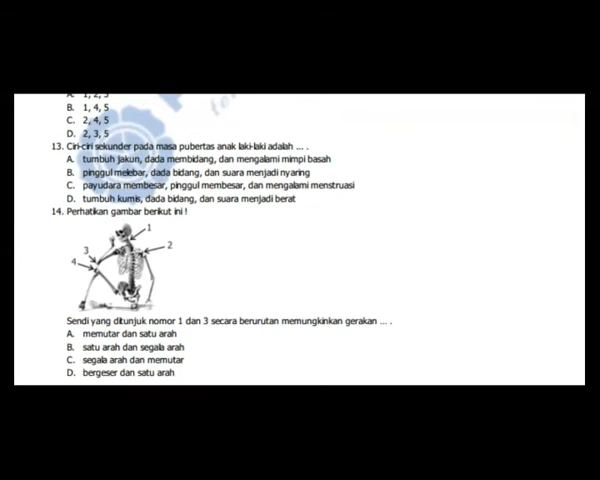 A. 1, 2, 3
B. 1, 4, 5
C. 2, 4, 5
D. 2, 3, 5
13. Ciri-ciri sekunder pada masa pubertas anak laki-laki adalah ... .
A. tumbuh jakun, dada membidang, dan mengalami mimpi basah
B. pinggul melebar, dada bidang, dan suara menjadi nyaring
C. payudara membesar, pinggul membesar, dan mengalami menstruasi
D. tumbuh kumis, dada bidang, dan suara menjadi berat
14. Perhatikan gambar berikut ini !
1
2
3
4
Sendi yang ditunjuk nomor 1 dan 3 secara berurutan memungkinkan gerakan ... .
A. memutar dan satu arah
B. satu arah dan segala arah
C. segala arah dan memutar
D. bergeser dan satu arah